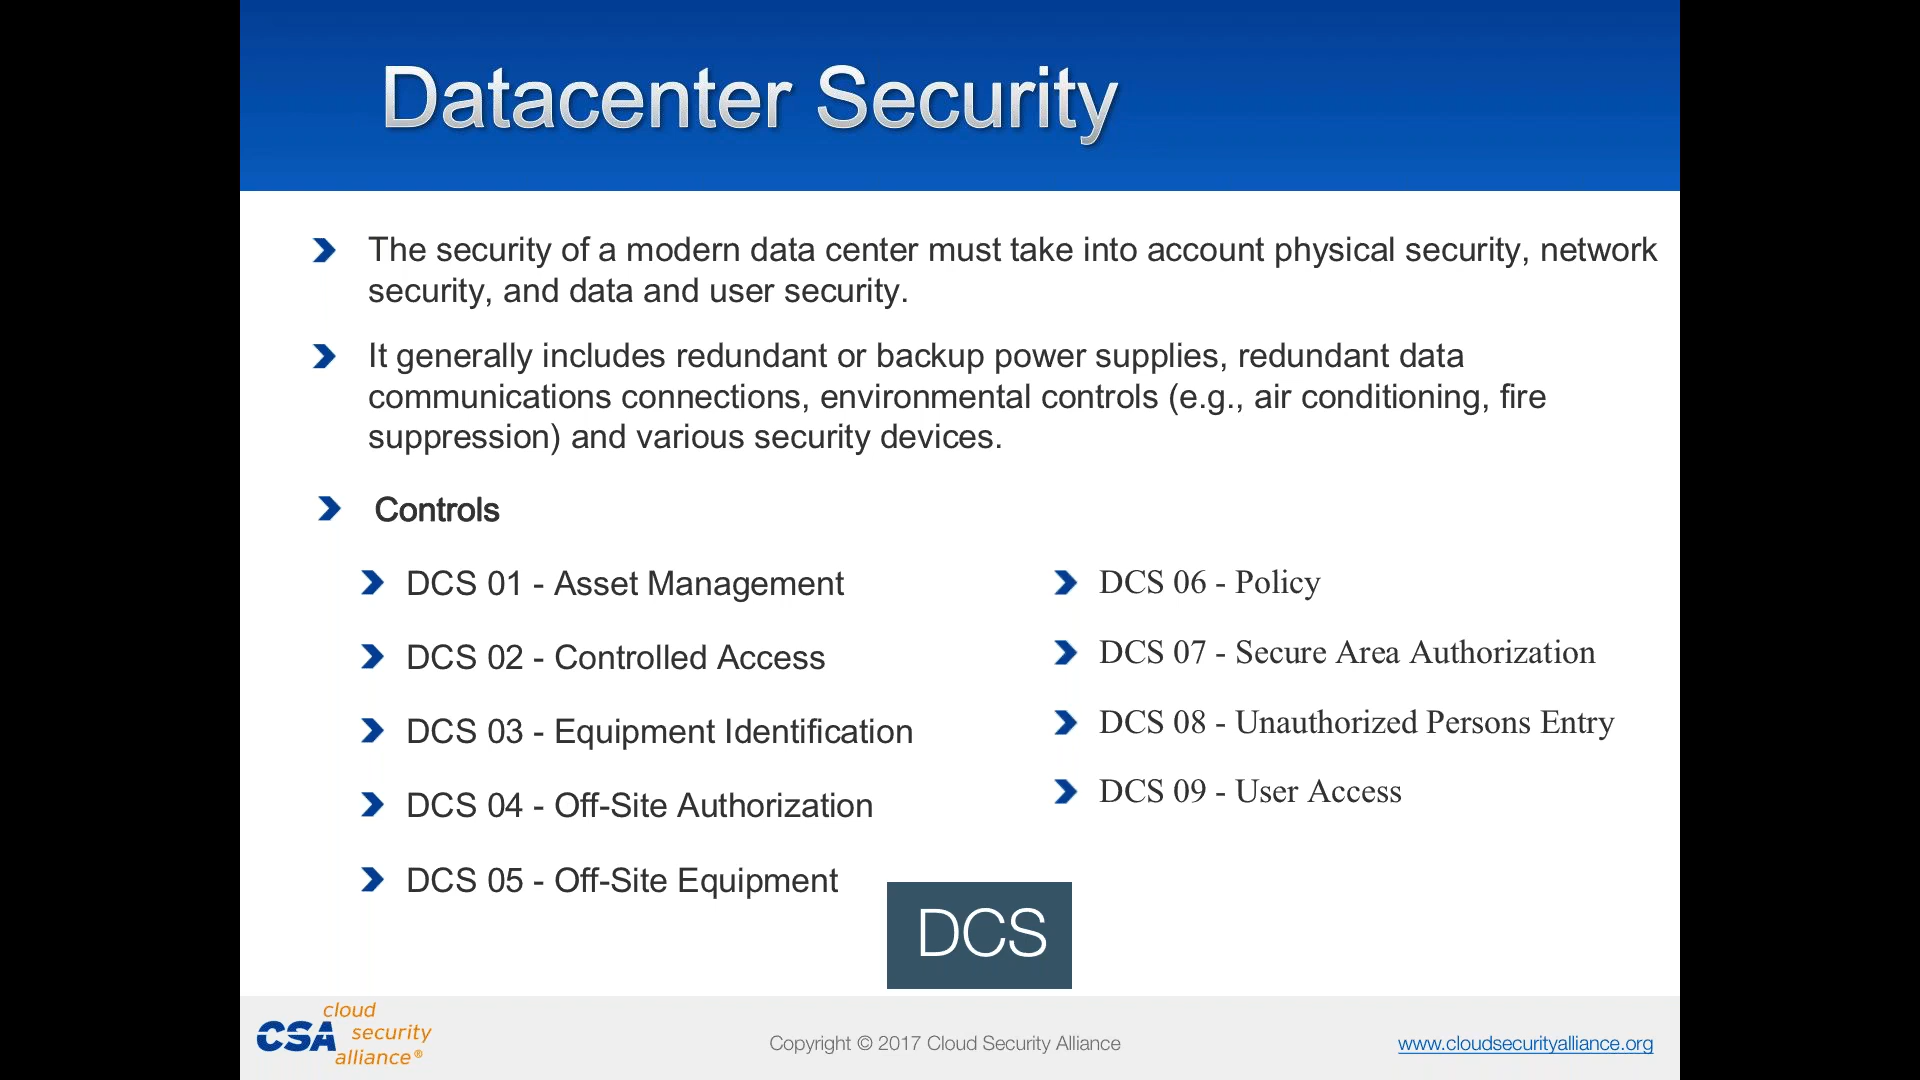 Datacenter Security
The security of a modern data center must take into account physical security, network
security, and data and user security.
It generally includes redundant or backup power supplies, redundant data
communications connections, environmental controls (e.g., air conditioning, fire
suppression) and various security devices.
Controls
DCS 01 - Asset Management
DCS 02 - Controlled Access
DCS 03 - Equipment Identification
DCS 04 - Off-Site Authorization
DCS 05 - Off-Site Equipment
DCS 06 - Policy
DCS 07 - Secure Area Authorization
DCS 08 - Unauthorized Persons Entry
DCS 09 - User Access
DCS
cloud
CSA security
alliance®
Copyright © 2017 Cloud Security Alliance
www.cloudsecurityalliance.org